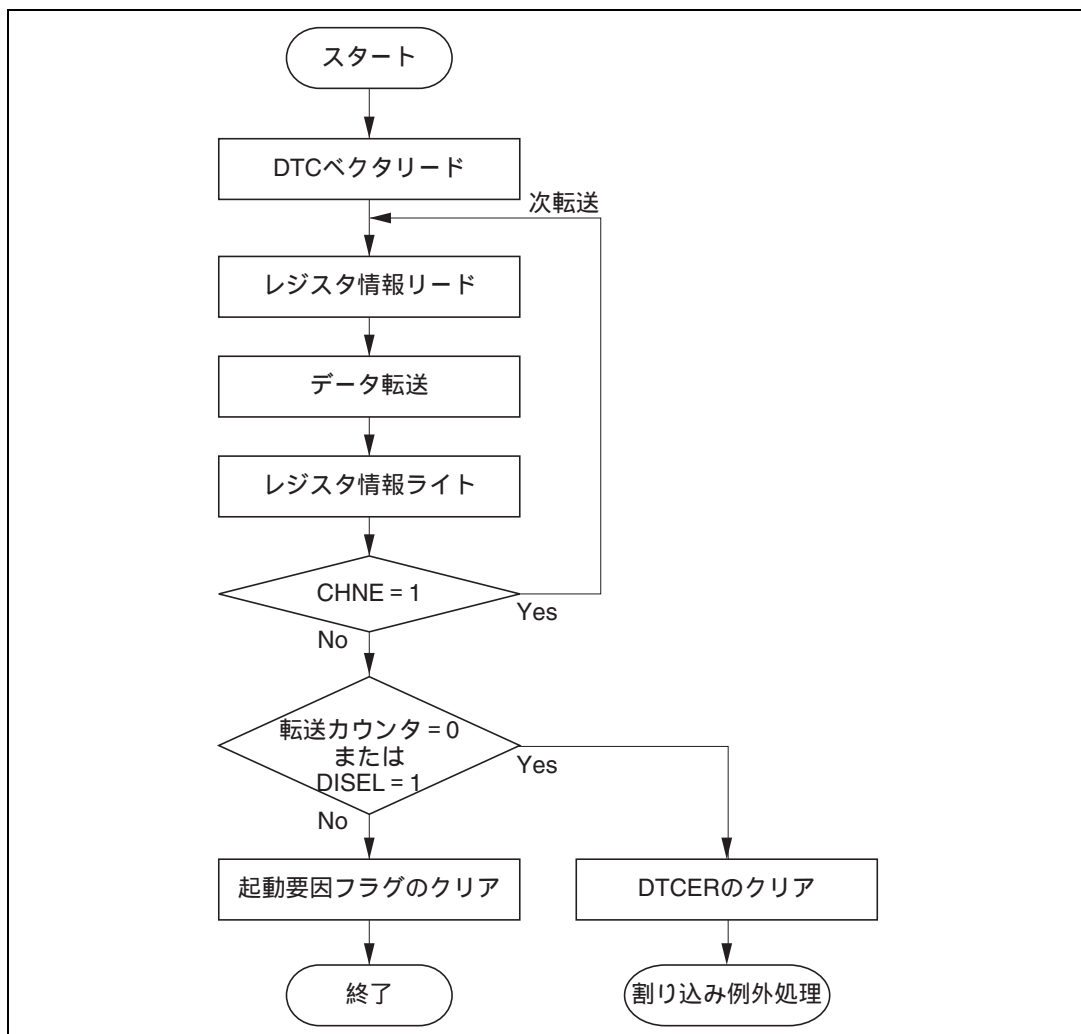 スタート
DTCベクタリード
次転送
レジスタ情報リード
データ転送
レジスタ情報ライト
CHNE = 1
Yes
No
転送カウンタ = 0
または
DISEL = 1
Yes
No
起動要因フラグのクリア
DTCERのクリア
終了
割り込み例外処理